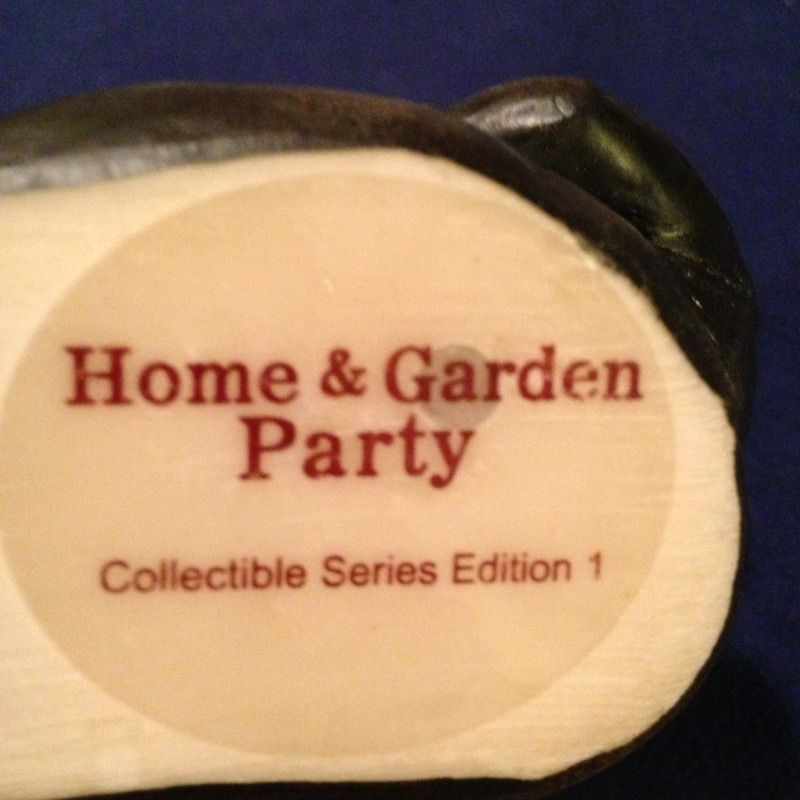 Home & Garden
Party
Collectible Series Edition 1